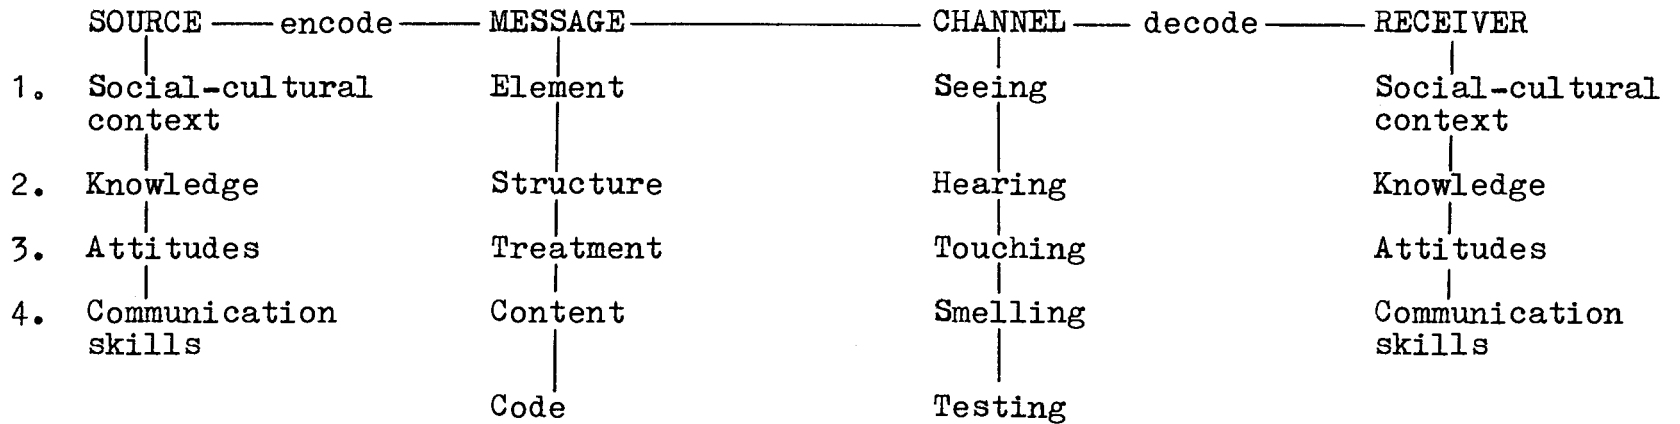 SOURCE encode MESSAGE CHANNEL decode RECEIVER
1. Social-cultural Element Seeing Social-cultural
context context
2. Knowledge Structure Hearing Knowledge
3. Attitudes Treatment Touching Attitudes
4. Communication Content Smelling Communication
skills skills
Code Testing